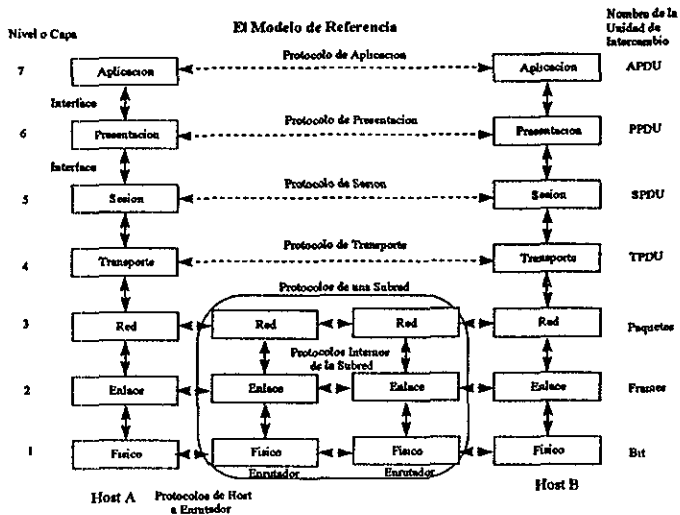 El Modelo de Referencia
Nivel o Capa
Nombre de la
Unidad de
Intercambio
7
Aplicacion
Protocolo de Aplicacion
Aplicacion
APDU
Interface
6
Presentacion
Protocolo de Presentacion
Presentacion
PPDU
Interface
5
Sesion
Protocolo de Sesion
Sesion
SPDU
4
Transporte
Protocolo de Transporte
Transporte
TPDU
Protocolos de una Subred
3
Red
Red
Red
Red
Paquetes
Protocolos Internos
de la Subred
2
Enlace
Enlace
Enlace
Enlace
Frames
1
Fisico
Fisico
Fisico
Fisico
Bit
Enrutador
Enrutador
Host A
Protocolos de Host
a Enrutador
Host B